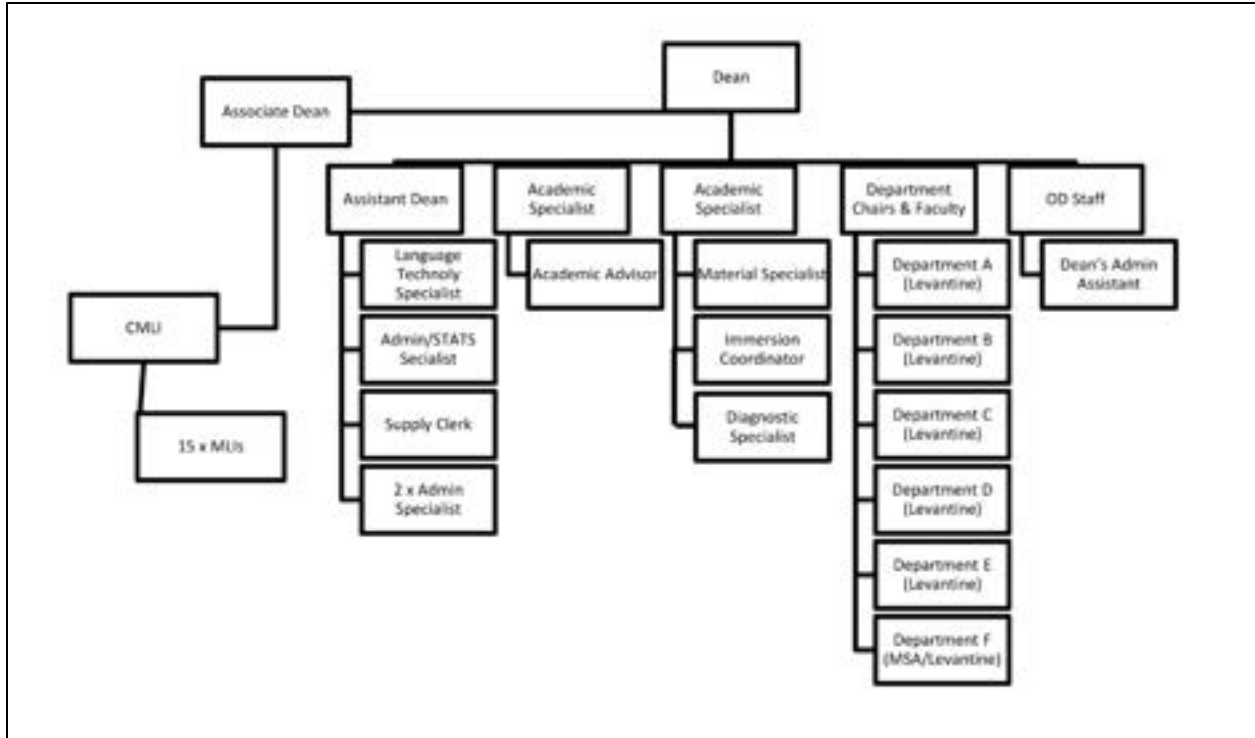 Dean
Associate Dean
Assistant Dean
Academic
Specialist
Academic
Specialist
Department
Chairs & Faculty
OD Staff
Language
Technoly
Specialist
Admin/STATS
Secialist
Supply Clerk
2 x Admin
Specialist
Academic Advisor
Material Specialist
Immersion
Coordinator
Diagnostic
Specialist
Department A
(Levantine)
Department B
(Levantine)
Department C
(Levantine)
Department D
(Levantine)
Department E
(Levantine)
Department F
(MSA/Levantine)
Dean's Admin
Assistant
CMLI
15 x MLIs